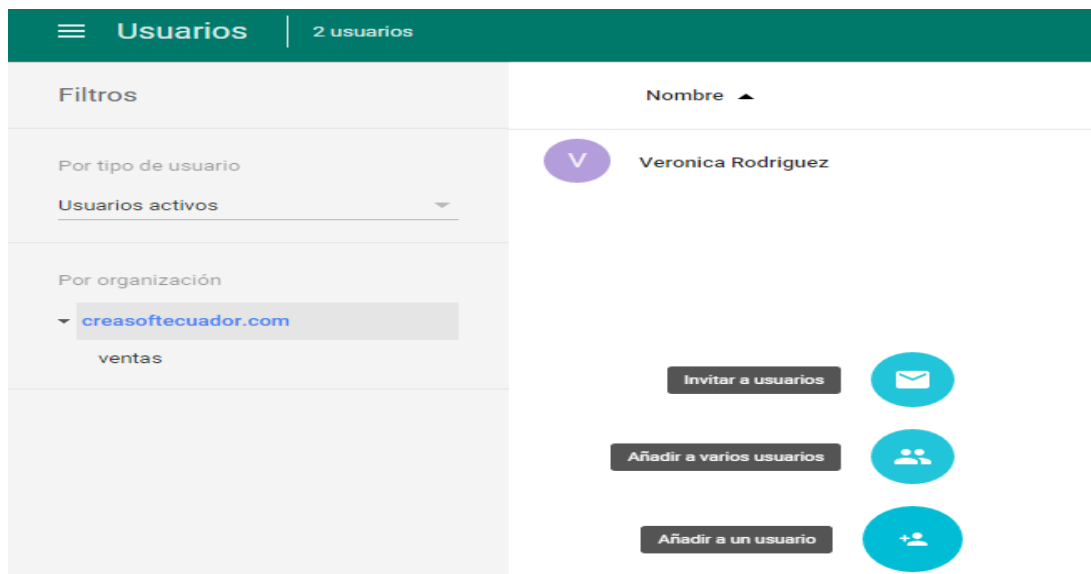 Usuarios
2 usuarios
Filtros
Nombre
Por tipo de usuario
V
Veronica Rodriguez
Usuarios activos
Por organización
creasoftecuador.com
ventas
Invitar a usuarios
Añadir a varios usuarios
Añadir a un usuario